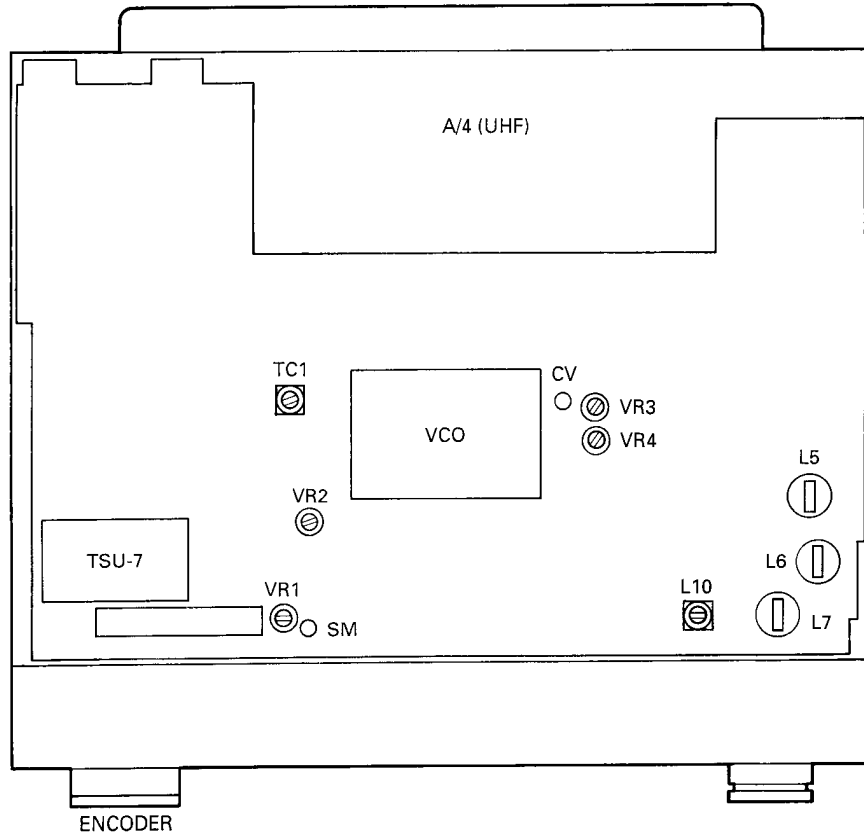 A/4 (UHF)
TC1
CV
VR3
VCO
VR4
L5
VR2
TSU-7
L6
VR1
L10
SM
L7
ENCODER